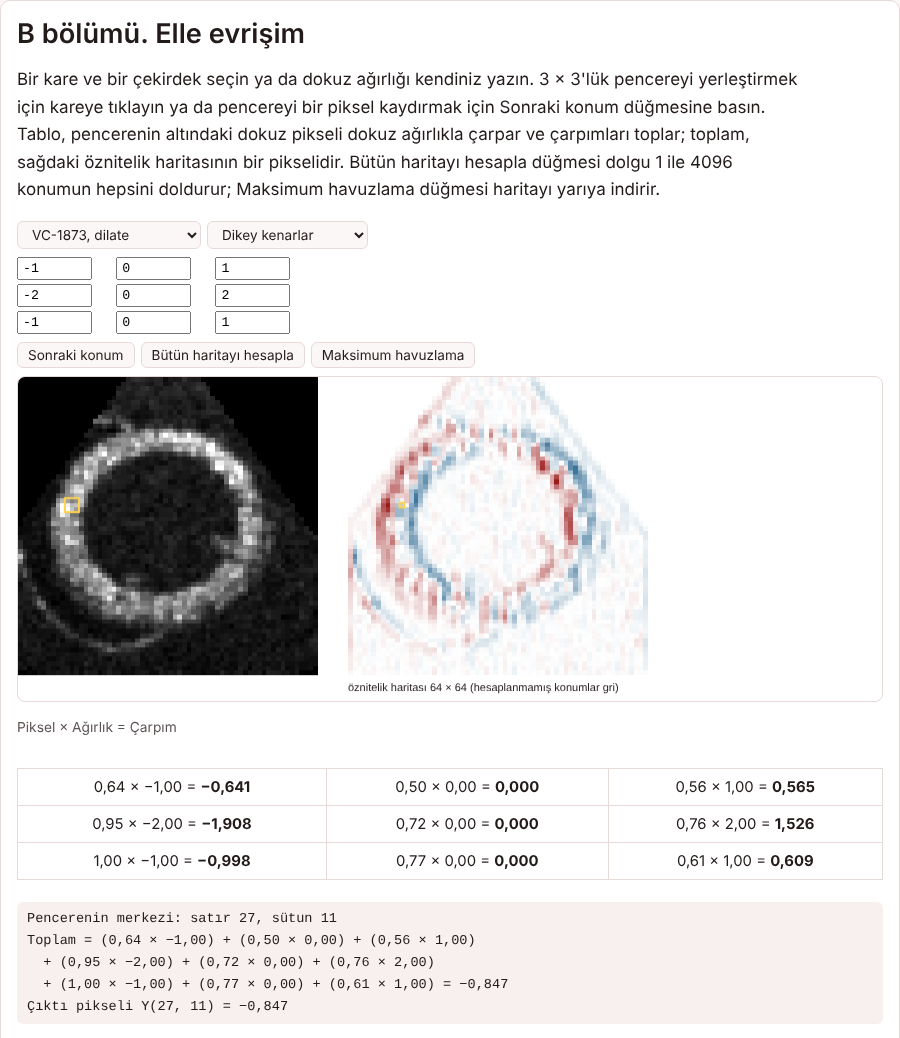 B bölümü. Elle evrişim
Bir kare ve bir çekirdek seçin ya da dokuz ağırlığı kendiniz yazın. 3 × 3'lük pencereyi yerleştirmek
için kareye tıklayın ya da pencereyi bir piksel kaydırmak için Sonraki konum düğmesine basın.
Tablo, pencerenin altındaki dokuz pikseli dokuz ağırlıkla çarpar ve çarpımları toplar; toplam,
sağdaki öznitelik haritasının bir pikselidir. Bütün haritayı hesapla düğmesi dolgu 1 ile 4096
konumun hepsini doldurur; Maksimum havuzlama düğmesi haritayı yarıya indirir.
VC-1873, dilate Dikey kenarlar
-1 0 1
-2 0 2
-1 0 1
Sonraki konum Bütün haritayı hesapla Maksimum havuzlama
öznitelik haritası 64 × 64 (hesaplanmamış konumlar gri)
Piksel × Ağırlık = Çarpım
0,64 × −1,00 = −0,641 0,50 × 0,00 = 0,000 0,56 × 1,00 = 0,565
0,95 × −2,00 = −1,908 0,72 × 0,00 = 0,000 0,76 × 2,00 = 1,526
1,00 × −1,00 = −0,998 0,77 × 0,00 = 0,000 0,61 × 1,00 = 0,609
Pencerenin merkezi: satır 27, sütun 11
Toplam = (0,64 × −1,00) + (0,50 × 0,00) + (0,56 × 1,00)
+ (0,95 × −2,00) + (0,72 × 0,00) + (0,76 × 2,00)
+ (1,00 × −1,00) + (0,77 × 0,00) + (0,61 × 1,00) = −0,847
Çıktı pikseli Y(27, 11) = −0,847